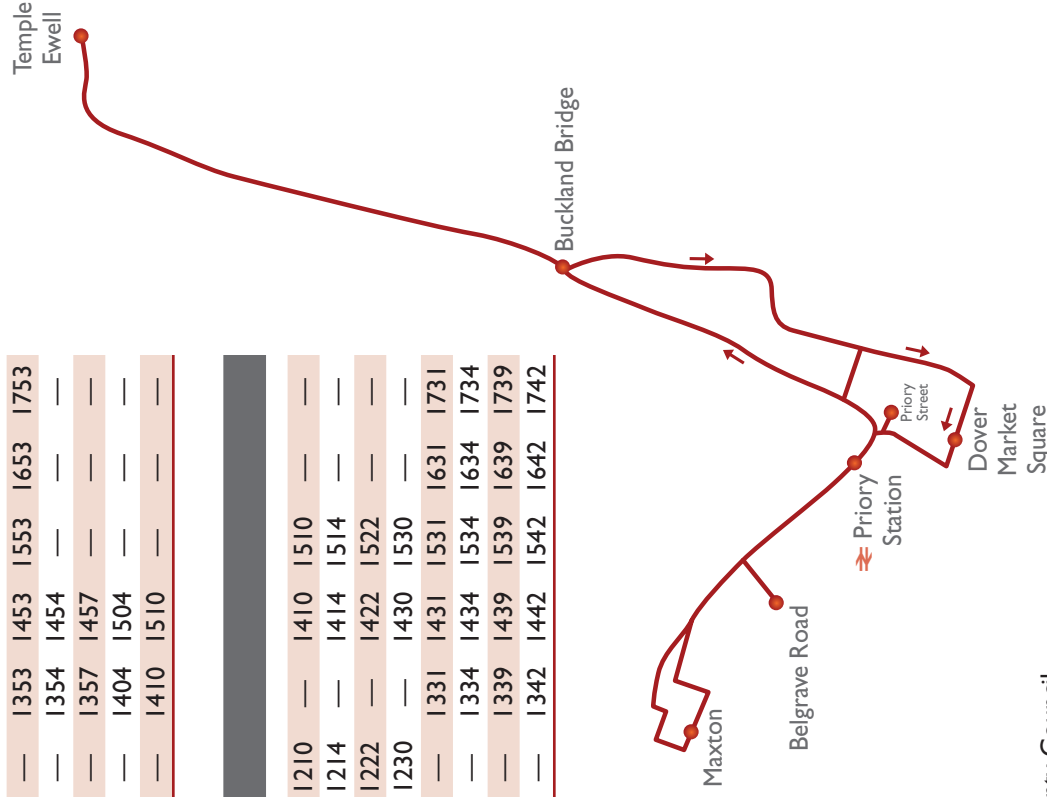 — 1353 1453 1553 1653 1753
— 1354 1454 — — —
— 1357 1457 — — —
— 1404 1504 — — —
— 1410 1510 — — —
1210 — 1410 1510 — —
1214 — 1414 1514 — —
1222 — 1422 1522 — —
1230 — 1430 1530 — —
— 1331 1431 1531 1631 1731
— 1334 1434 1534 1634 1734
— 1339 1439 1539 1639 1739
— 1342 1442 1542 1642 1742
Temple
Ewell
Buckland Bridge
Priory
Street
Dover
Market
Square
Priory
Station
Belgrave Road
Maxton
Council